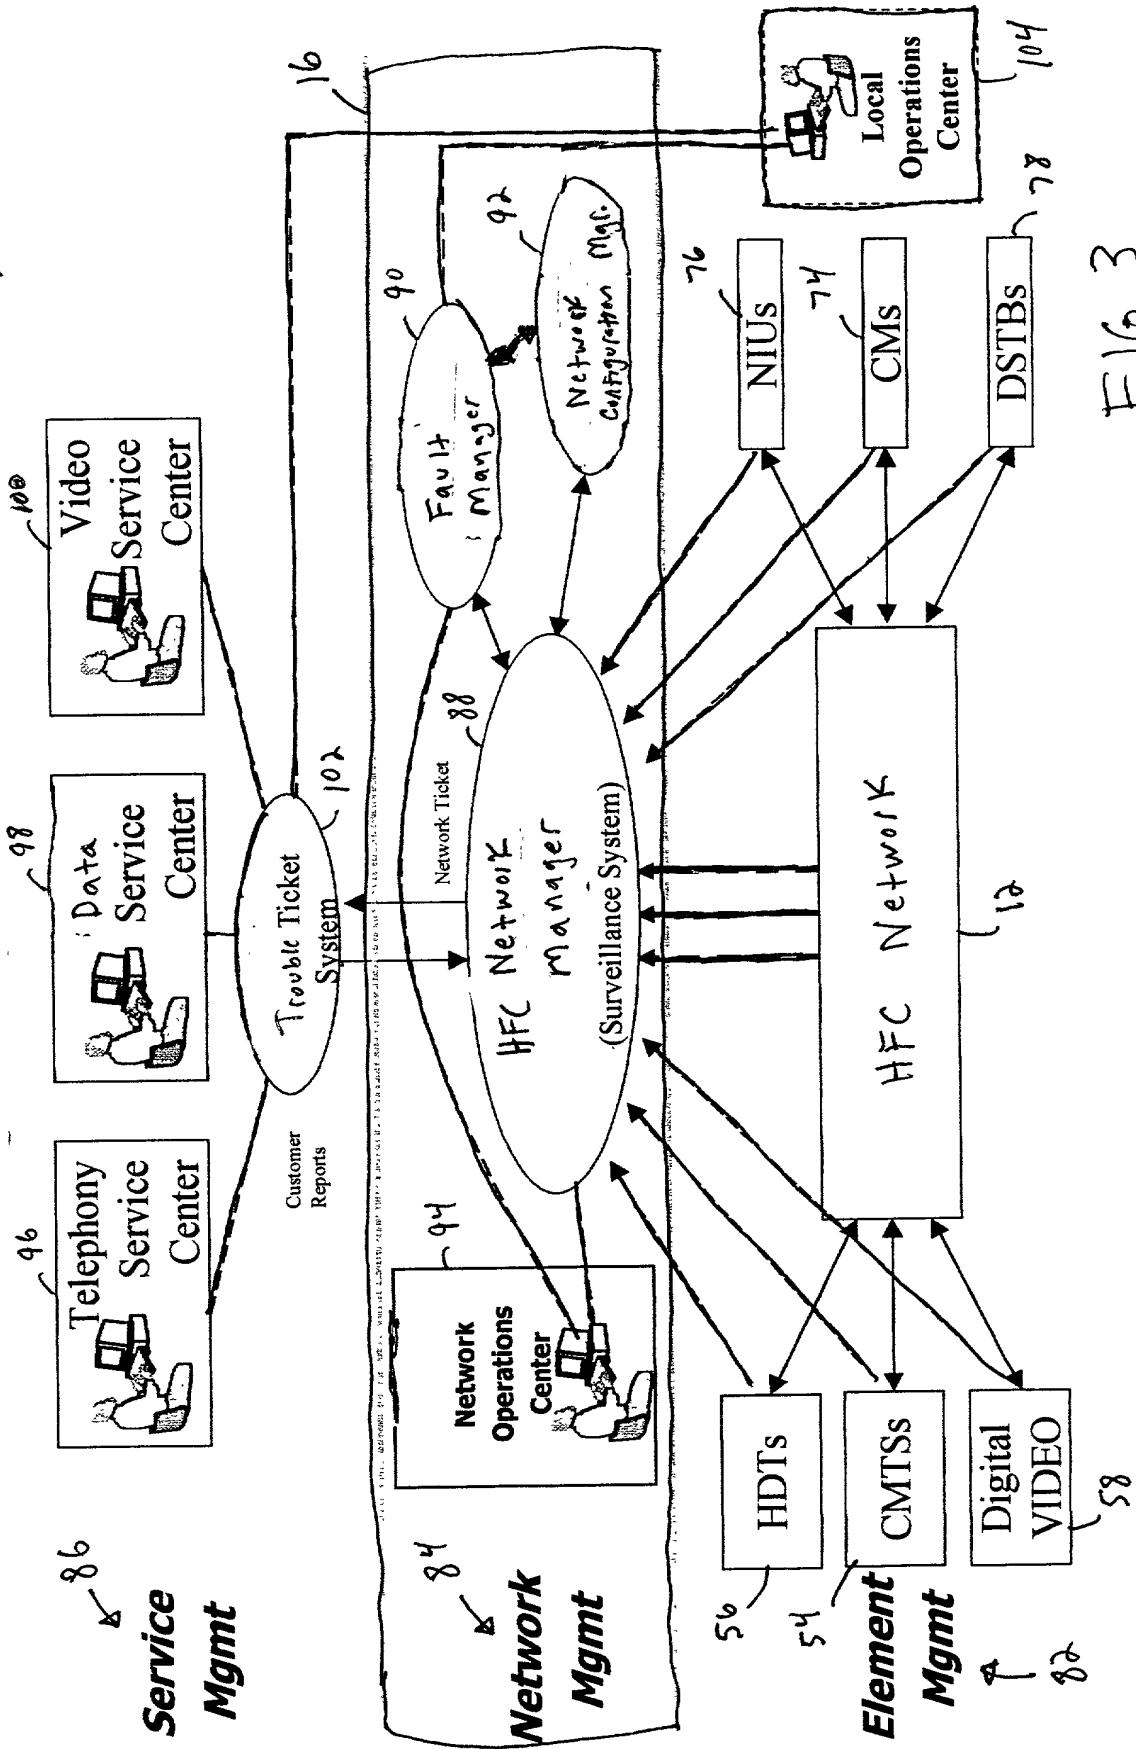 86
Service
Mgmt
96
Telephony
Service
Center
98
Data
Service
Center
100
Video
Service
Center
Customer
Reports
Trouble Ticket
System
102
16
84
Network
Mgmt
94
Network
Operations
Center
Network Ticket
88
HFC Network
Manager
(Surveillance System)
90
Fault
Manager
92
Network
Configuration Mgr.
Element
Mgmt
82
56
HDTs
54
CMTSs
Digital
VIDEO
58
HFC Network
12
76
NIUs
74
CMs
DSTBs
78
Local
Operations
Center
104
FIG 3